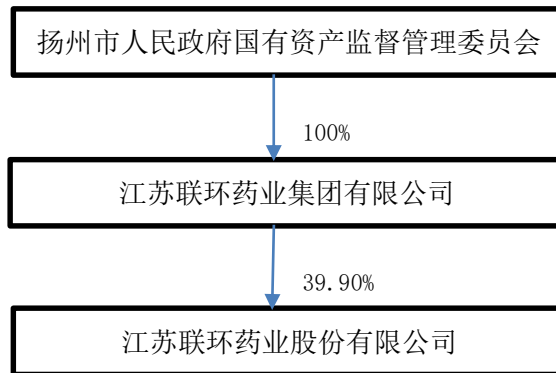 扬州市人民政府国有资产监督管理委员会
100%
江苏联环药业集团有限公司
39.90%
江苏联环药业股份有限公司